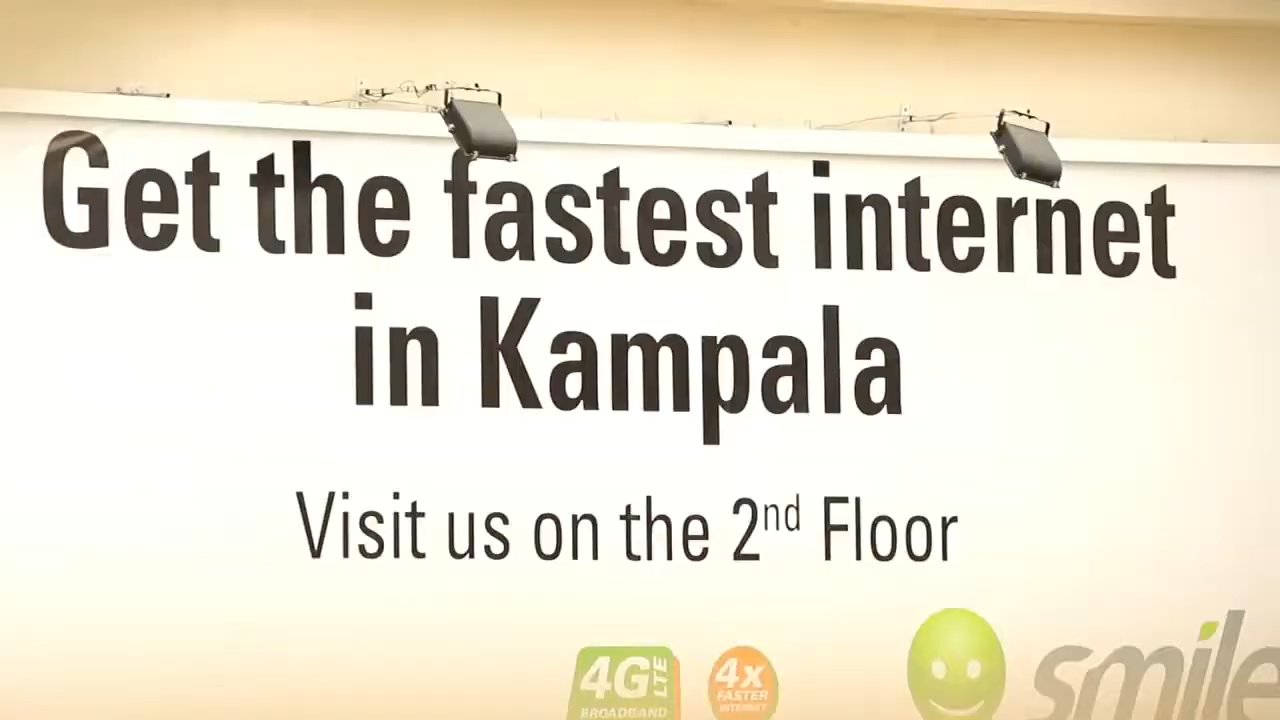 Get the fastest internet
in Kampala
Visit us on the 2nd Floor
4G LTE
BROADBAND
4x
FASTER
INTERNET
smile